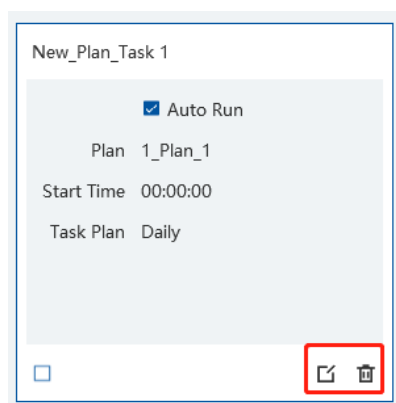 New_Plan_Task 1
Auto Run
Plan 1_Plan_1
Start Time 00:00:00
Task Plan Daily